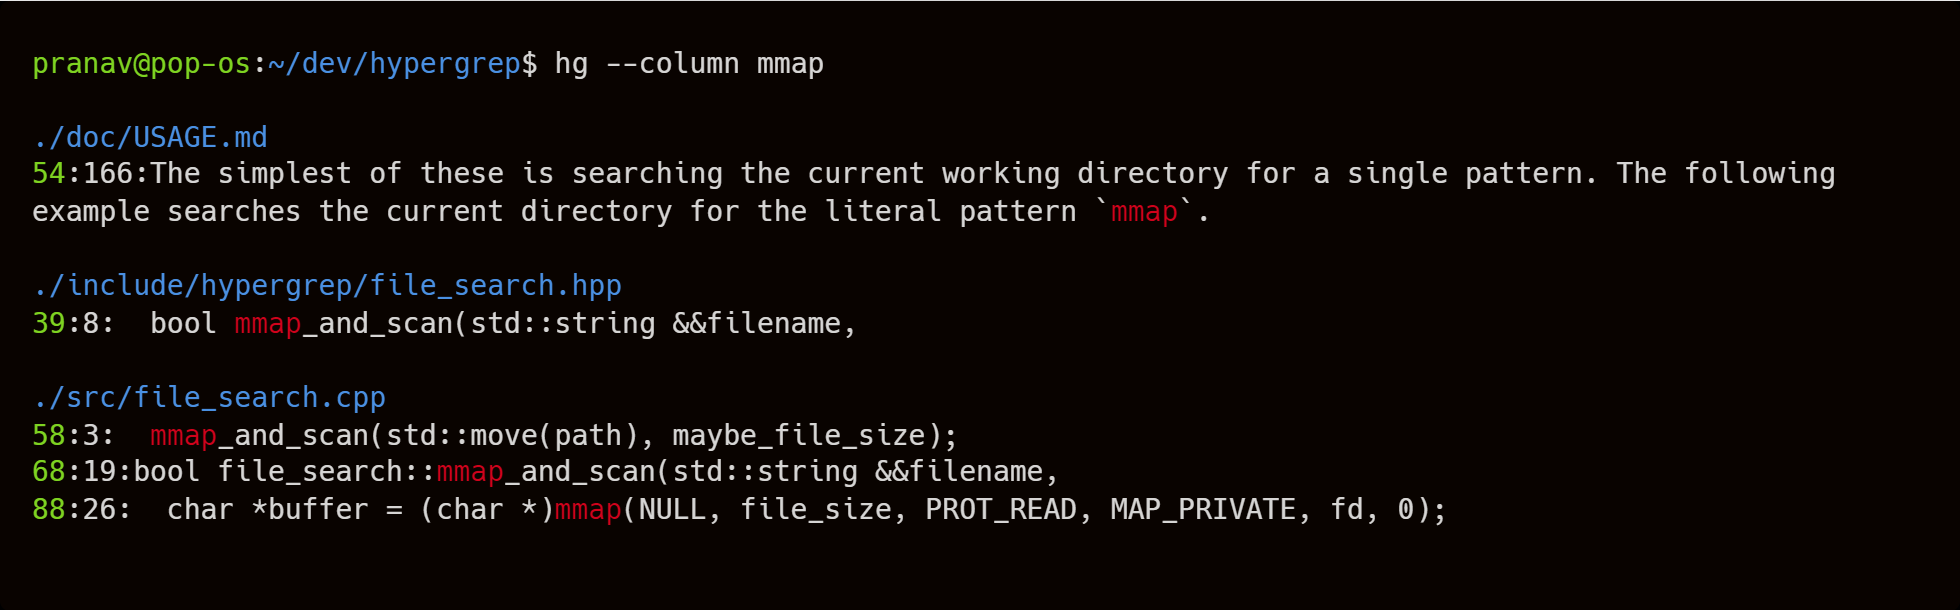 pranav@pop-os:~/dev/hypergrep$ hg --column mmap
./doc/USAGE.md
54:166:The simplest of these is searching the current working directory for a single pattern. The following
example searches the current directory for the literal pattern `mmap`.
./include/hypergrep/file_search.hpp
39:8:  bool mmap_and_scan(std::string &&filename,
./src/file_search.cpp
58:3:  mmap_and_scan(std::move(path), maybe_file_size);
68:19:bool file_search::mmap_and_scan(std::string &&filename,
88:26:  char *buffer = (char *)mmap(NULL, file_size, PROT_READ, MAP_PRIVATE, fd, 0);